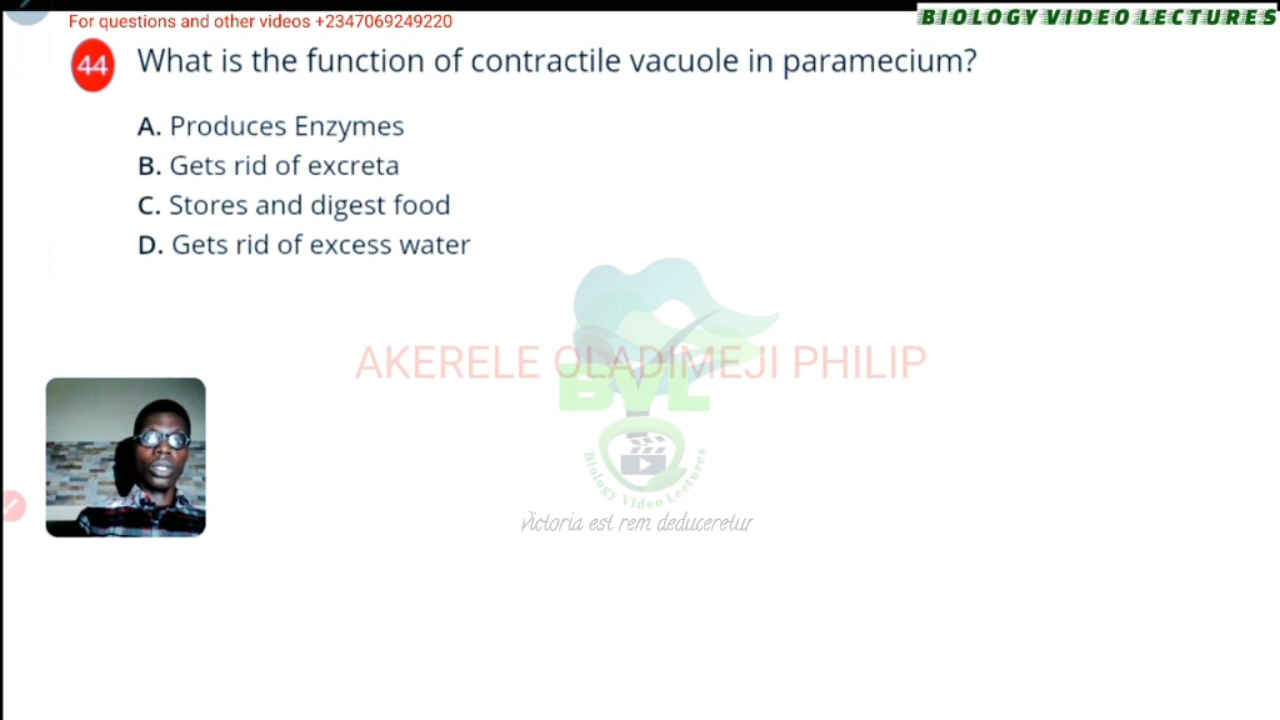 For questions and other videos +2347069249220
BIOLOGY VIDEO LECTURES
44 What is the function of contractile vacuole in paramecium?
A. Produces Enzymes
B. Gets rid of excreta
C. Stores and digest food
D. Gets rid of excess water
AKERELE OLADIMEJI PHILIP
BVL
Biology Video Lectures
Victoria est rem deduceretur